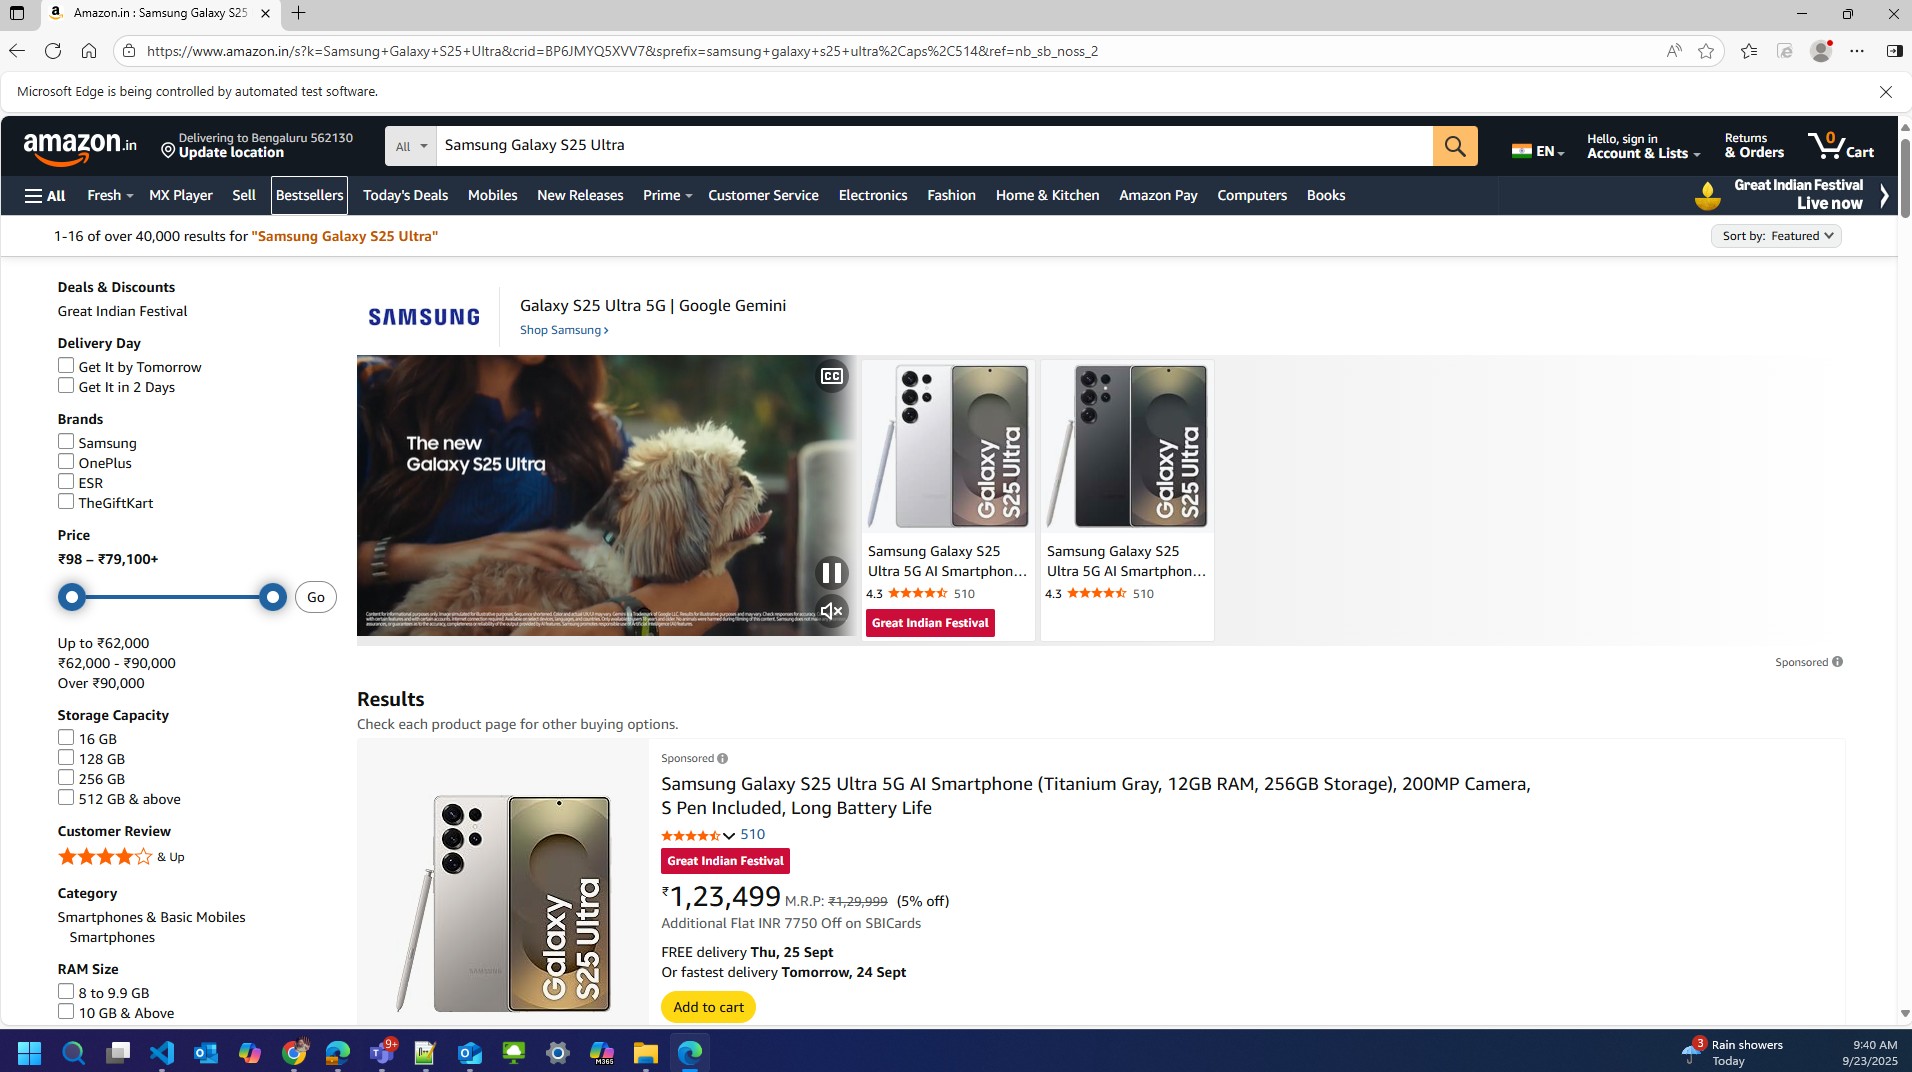 Amazon.in : Samsung Galaxy S25
https://www.amazon.in/s?k=Samsung+Galaxy+S25+Ultra&crid=BP6JMYQ5XVV7&sprefix=samsung+galaxy+s25+ultra%2Caps%2C514&ref=nb_sb_noss_2
Microsoft Edge is being controlled by automated test software.
amazon.in
Delivering to Bengaluru 562130
Update location
All
Samsung Galaxy S25 Ultra
EN
Hello, sign in
Account & Lists
Returns
& Orders
0
Cart
All
Fresh
MX Player
Sell
Bestsellers
Today's Deals
Mobiles
New Releases
Prime
Customer Service
Electronics
Fashion
Home & Kitchen
Amazon Pay
Computers
Books
Great Indian Festival
Live now
1-16 of over 40,000 results for "Samsung Galaxy S25 Ultra"
Sort by: Featured
Deals & Discounts
Great Indian Festival
Delivery Day
Get It by Tomorrow
Get It in 2 Days
Brands
Samsung
OnePlus
ESR
TheGiftKart
Price
₹98 – ₹79,100+
Go
Up to ₹62,000
₹62,000 - ₹90,000
Over ₹90,000
Storage Capacity
16 GB
128 GB
256 GB
512 GB & above
Customer Review
& Up
Category
Smartphones & Basic Mobiles
Smartphones
RAM Size
8 to 9.9 GB
10 GB & Above
SAMSUNG
Galaxy S25 Ultra 5G | Google Gemini
Shop Samsung
The new
Galaxy S25 Ultra
CC
Galaxy
S25 Ultra
Samsung Galaxy S25
Ultra 5G AI Smartphon...
4.3 510
Great Indian Festival
Galaxy
S25 Ultra
Samsung Galaxy S25
Ultra 5G AI Smartphon...
4.3 510
Sponsored
Results
Check each product page for other buying options.
Galaxy
S25 Ultra
SAMSUNG
Sponsored
Samsung Galaxy S25 Ultra 5G AI Smartphone (Titanium Gray, 12GB RAM, 256GB Storage), 200MP Camera,
S Pen Included, Long Battery Life
510
Great Indian Festival
₹1,23,499 M.R.P: ₹1,29,999 (5% off)
Additional Flat INR 7750 Off on SBICards
FREE delivery Thu, 25 Sept
Or fastest delivery Tomorrow, 24 Sept
Add to cart
9+
M365
3
Rain showers
Today
9:40 AM
9/23/2025